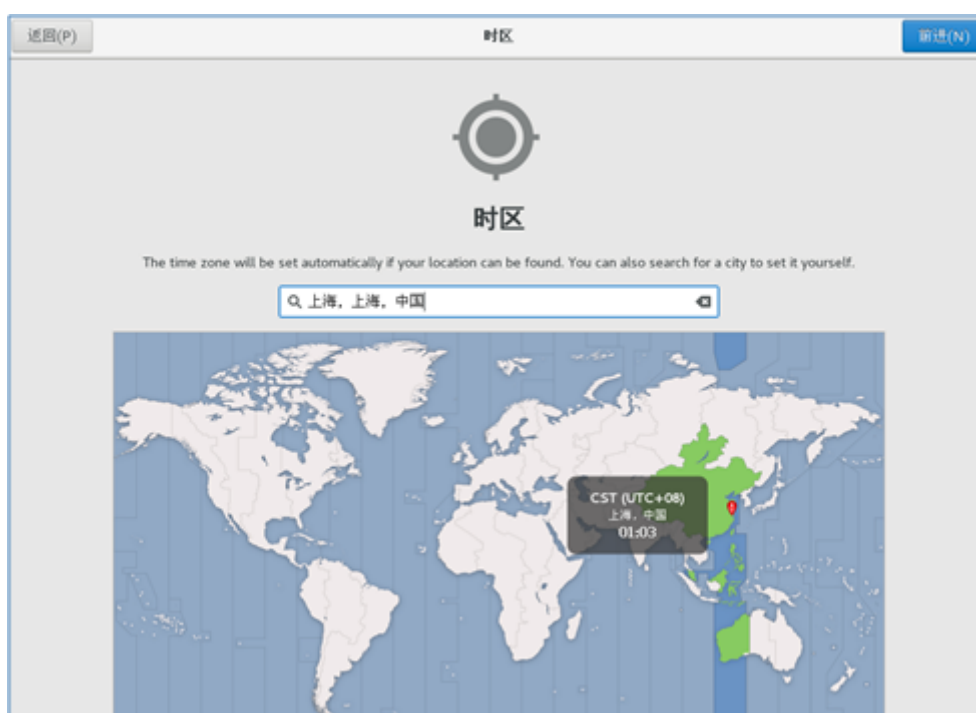 返回(P)
时区
前进(N)
时区
The time zone will be set automatically if your location can be found. You can also search for a city to set it yourself.
上海，上海，中国
CST (UTC+08)
上海，中国
01:03